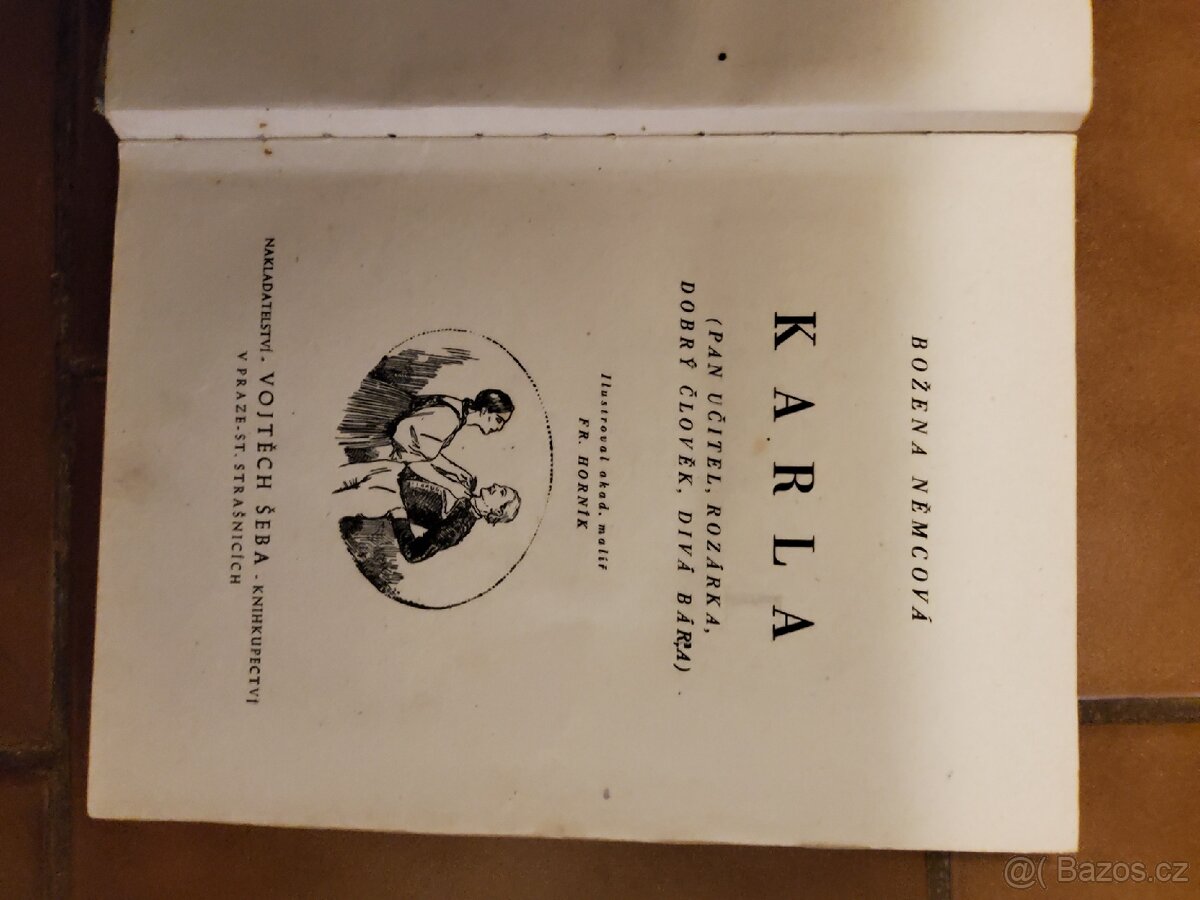 BOŽENA NĚMCOVÁ
KARLA
(PAN UČITEL, ROZÁRKA,
DOBRÝ ČLOVĚK, DIVÁ BÁRA)
Ilustroval akad. malíř
FR. HORNÍK
NAKLADATELSTVÍ - VOJTĚCH ŠEBA - KNIHKUPECTVÍ
V PRAZE-ST. STRAŠNICÍCH
@( Bazos.cz